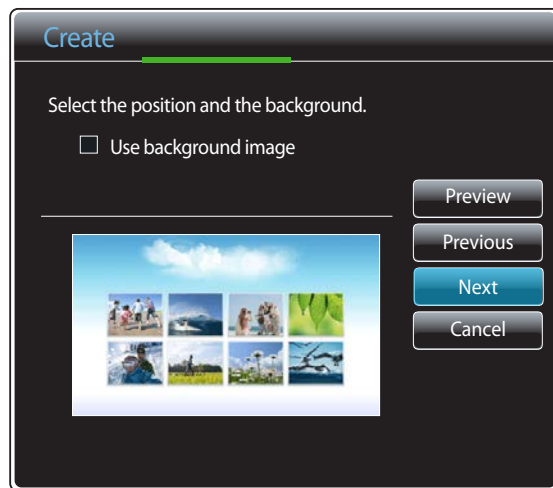 Create
Select the position and the background.
Use background image
Preview
Previous
Next
Cancel